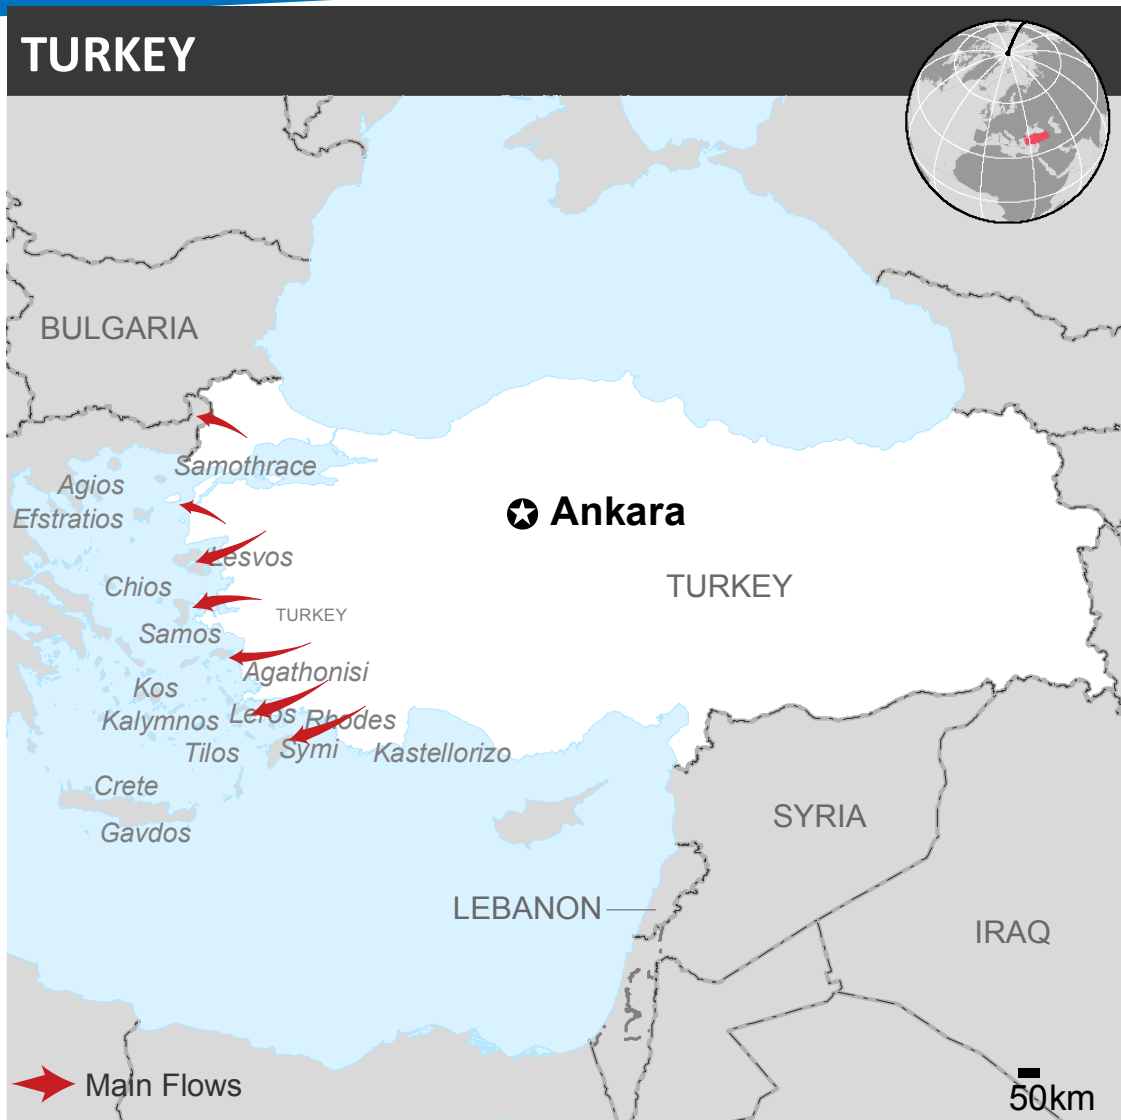 TURKEY
BULGARIA
Samothrace
Agios
Efstratios
Ankara
Lesvos
Chios
TURKEY
TURKEY
Samos
Agathonisi
Kos
Leros
Rhodes
Kalymnos
Tilos
Symi
Kastellorizo
Crete
Gavdos
SYRIA
LEBANON
IRAQ
Main Flows
50km